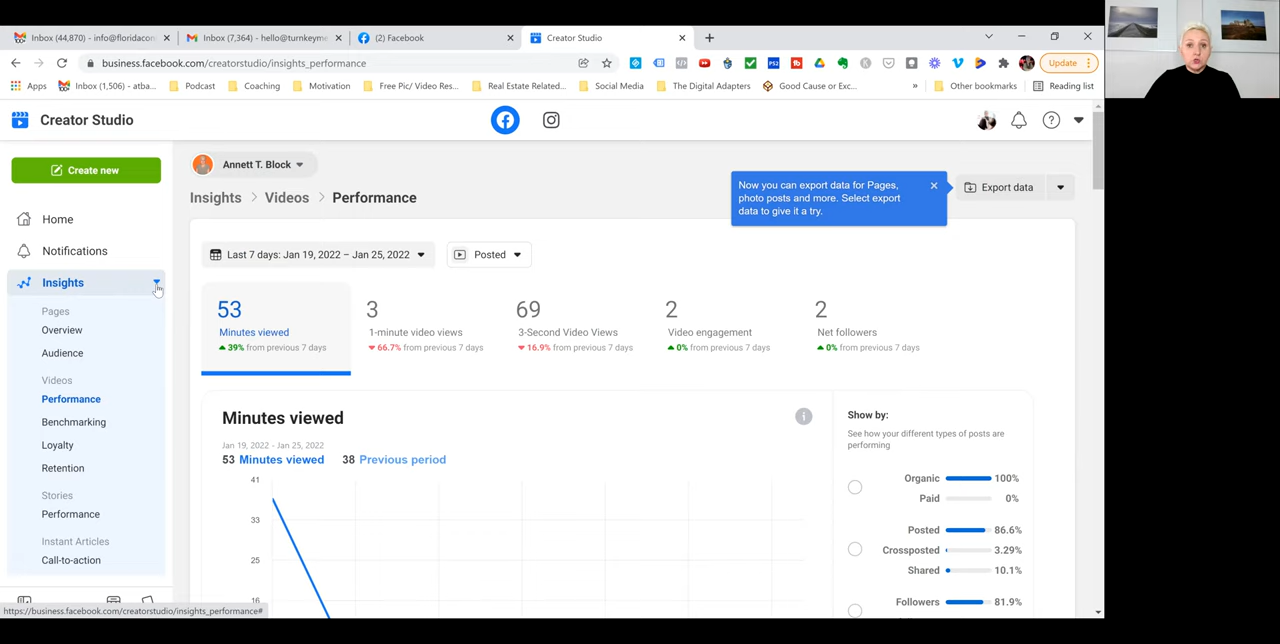 Inbox (44,870) - info@floridacon
Inbox (7,364) - hello@turnkeyme
(2) Facebook
Creator Studio
business.facebook.com/creatorstudio/insights_performance
Update
Apps
Inbox (1,506) - atba...
Podcast
Coaching
Motivation
Free Pic/ Video Res...
Real Estate Related...
Social Media
The Digital Adapters
Good Cause or Exc...
»
Other bookmarks
Reading list
Creator Studio
Create new
Home
Notifications
Insights
Pages
Overview
Audience
Videos
Performance
Benchmarking
Loyalty
Retention
Stories
Performance
Instant Articles
Call-to-action
https://business.facebook.com/creatorstudio/insights_performance#
Annett T. Block
Insights > Videos > Performance
Now you can export data for Pages,
photo posts and more. Select export
data to give it a try.
Export data
Last 7 days: Jan 19, 2022 – Jan 25, 2022
Posted
53
Minutes viewed
39% from previous 7 days
3
1-minute video views
66.7% from previous 7 days
69
3-Second Video Views
16.9% from previous 7 days
2
Video engagement
0% from previous 7 days
2
Net followers
0% from previous 7 days
Minutes viewed
Jan 19, 2022 - Jan 25, 2022
53 Minutes viewed 38 Previous period
41
33
25
16
Show by:
See how your different types of posts are
performing
Organic 100%
Paid 0%
Posted 86.6%
Crossposted 3.29%
Shared 10.1%
Followers 81.9%